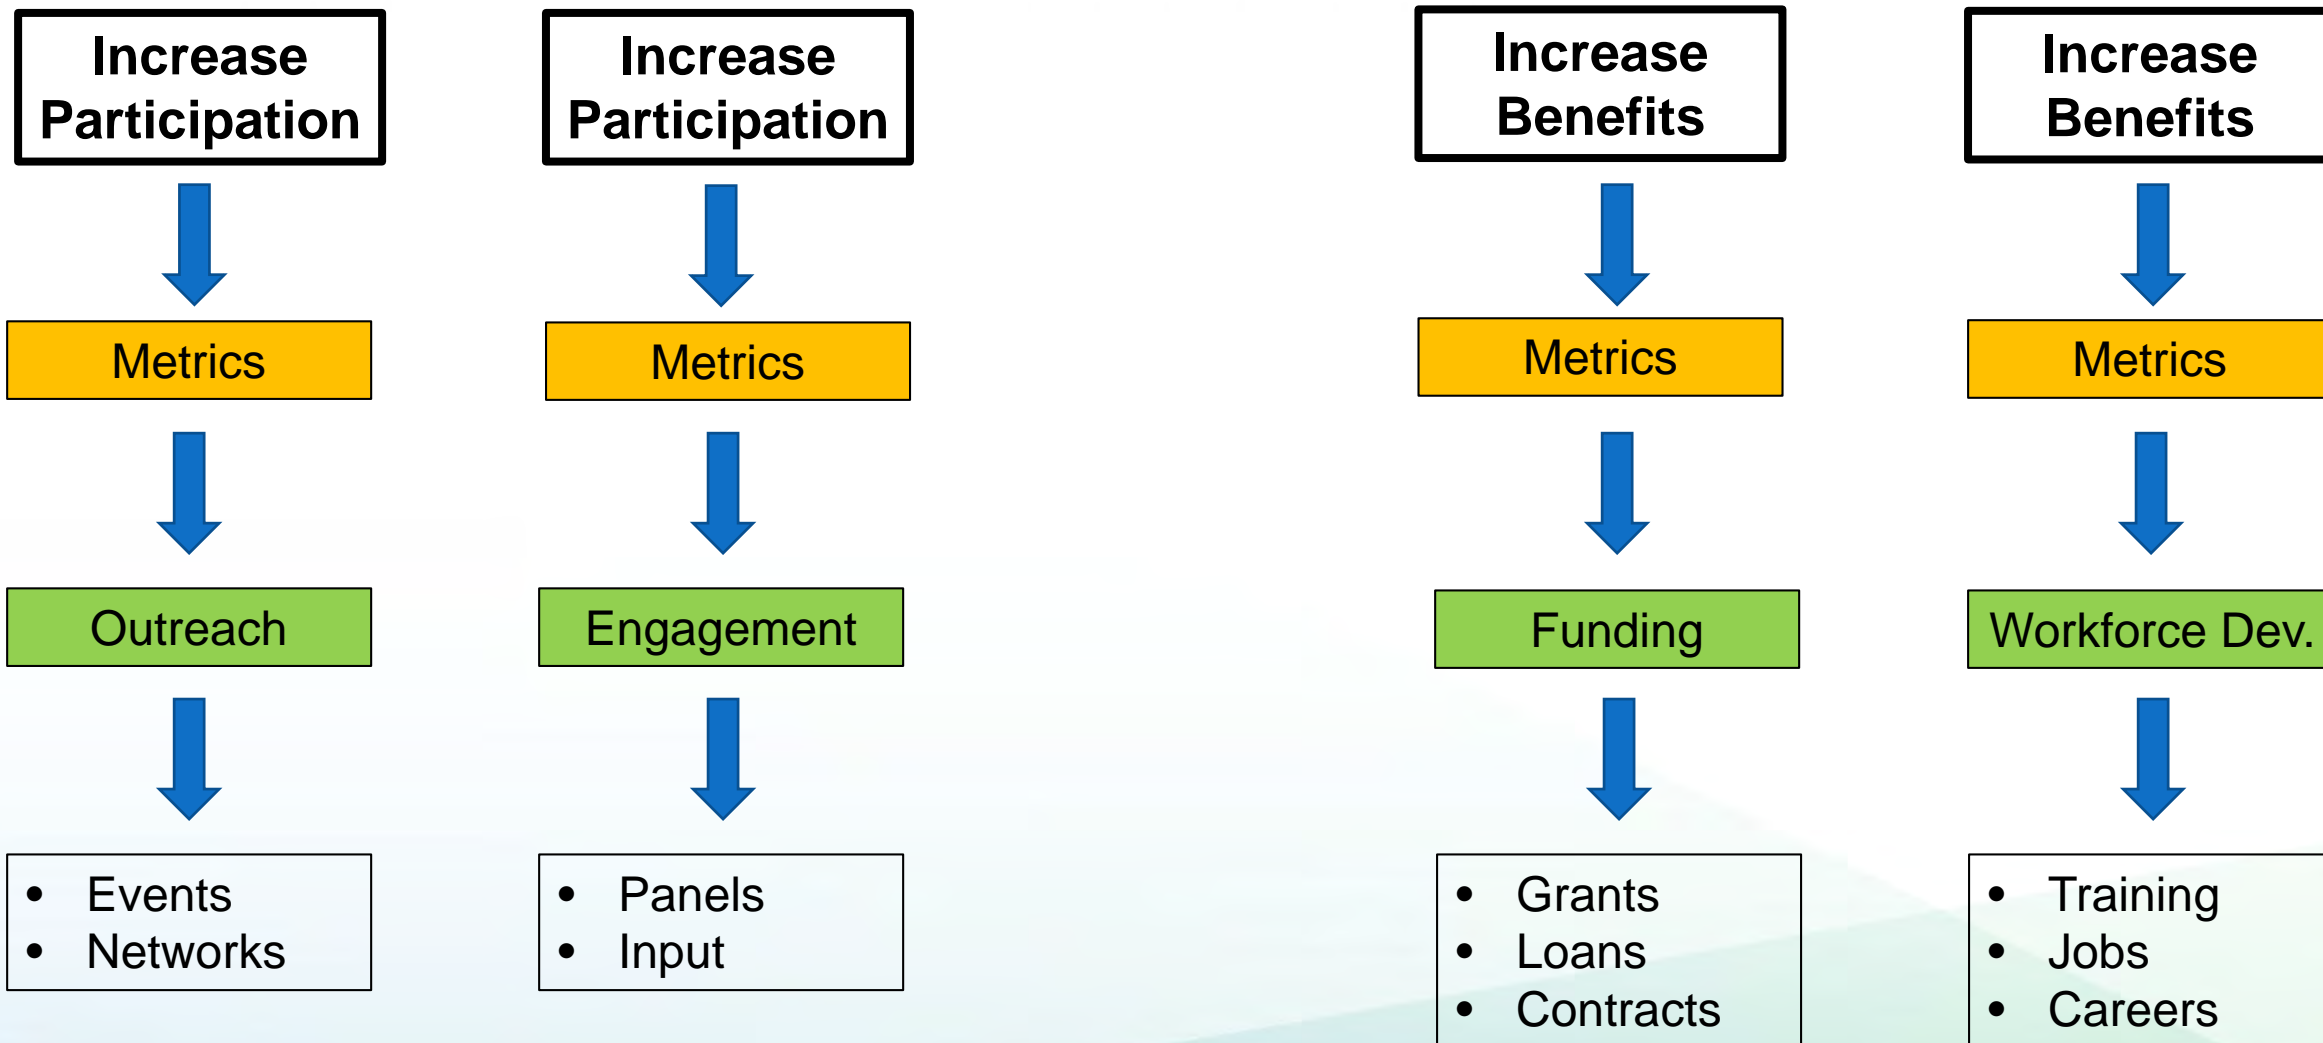 Increase
Participation
Increase
Participation
Increase
Benefits
Increase
Benefits
Metrics
Metrics
Metrics
Metrics
Outreach
Engagement
Funding
Workforce Dev.
• Events
• Networks
• Panels
• Input
• Grants
• Loans
• Contracts
• Training
• Jobs
• Careers